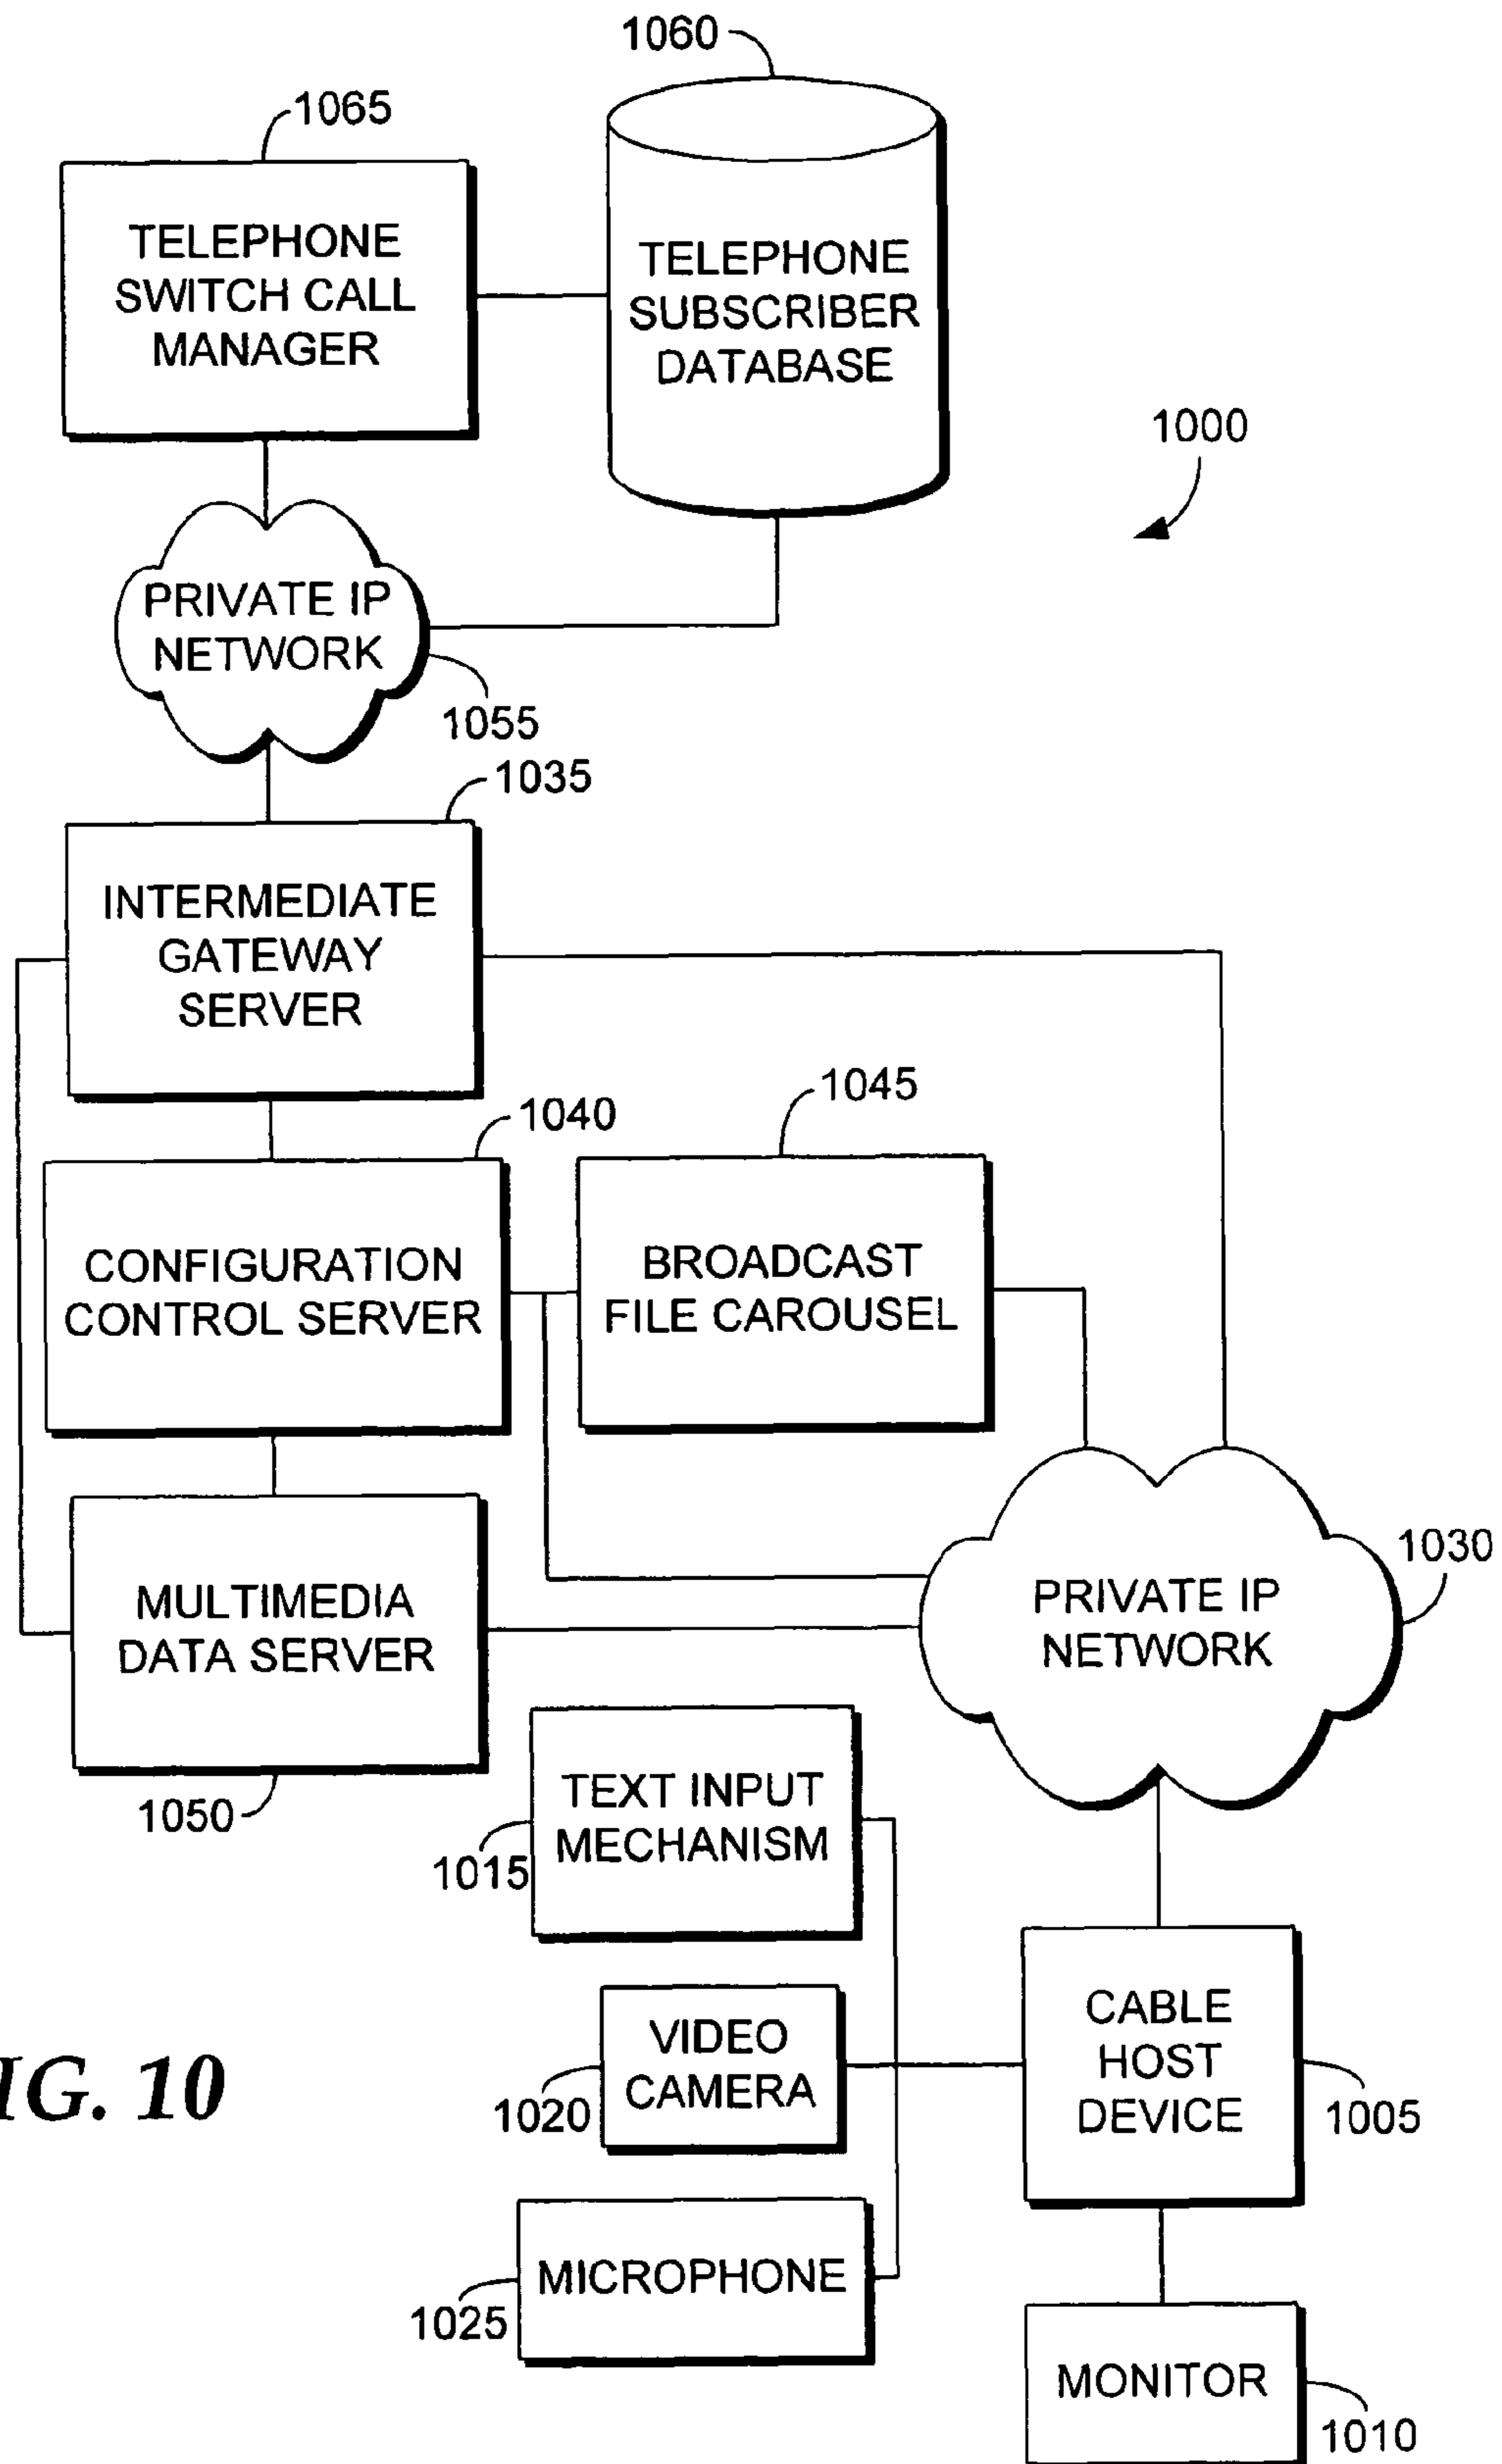 1060
1065
TELEPHONE
SWITCH CALL
MANAGER
TELEPHONE
SUBSCRIBER
DATABASE
1000
PRIVATE IP
NETWORK
1055
1035
INTERMEDIATE
GATEWAY
SERVER
1040
1045
CONFIGURATION
CONTROL SERVER
BROADCAST
FILE CAROUSEL
1030
MULTIMEDIA
DATA SERVER
PRIVATE IP
NETWORK
1050
TEXT INPUT
MECHANISM
1015
CABLE
HOST
DEVICE
VIDEO
CAMERA
1020
1005
IG. 10
MICROPHONE
1025
MONITOR
1010